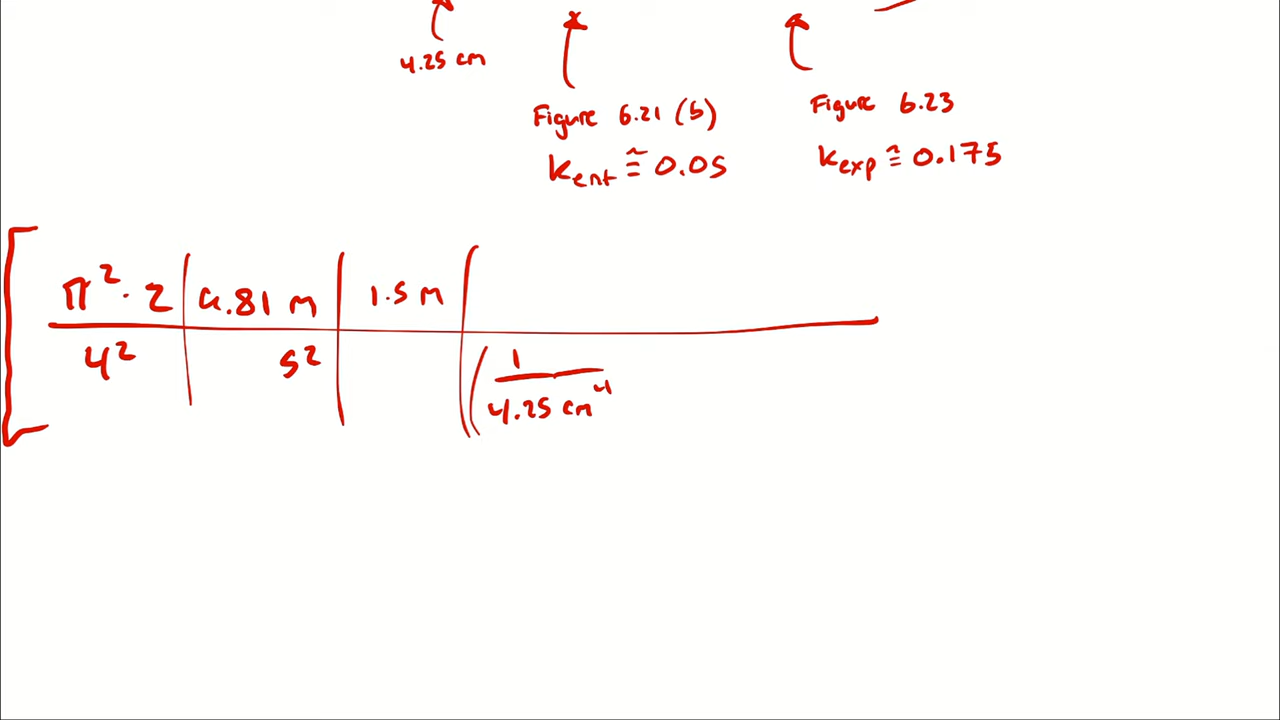 4.25 cm
Figure 6.21 (b)
Figure 6.23
k_ent ≅ 0.05
k_exp ≅ 0.175
[ π² · 2 | 9.81 m | 1.5 m |
4² | s² | | ( 1
4.25 cm⁴